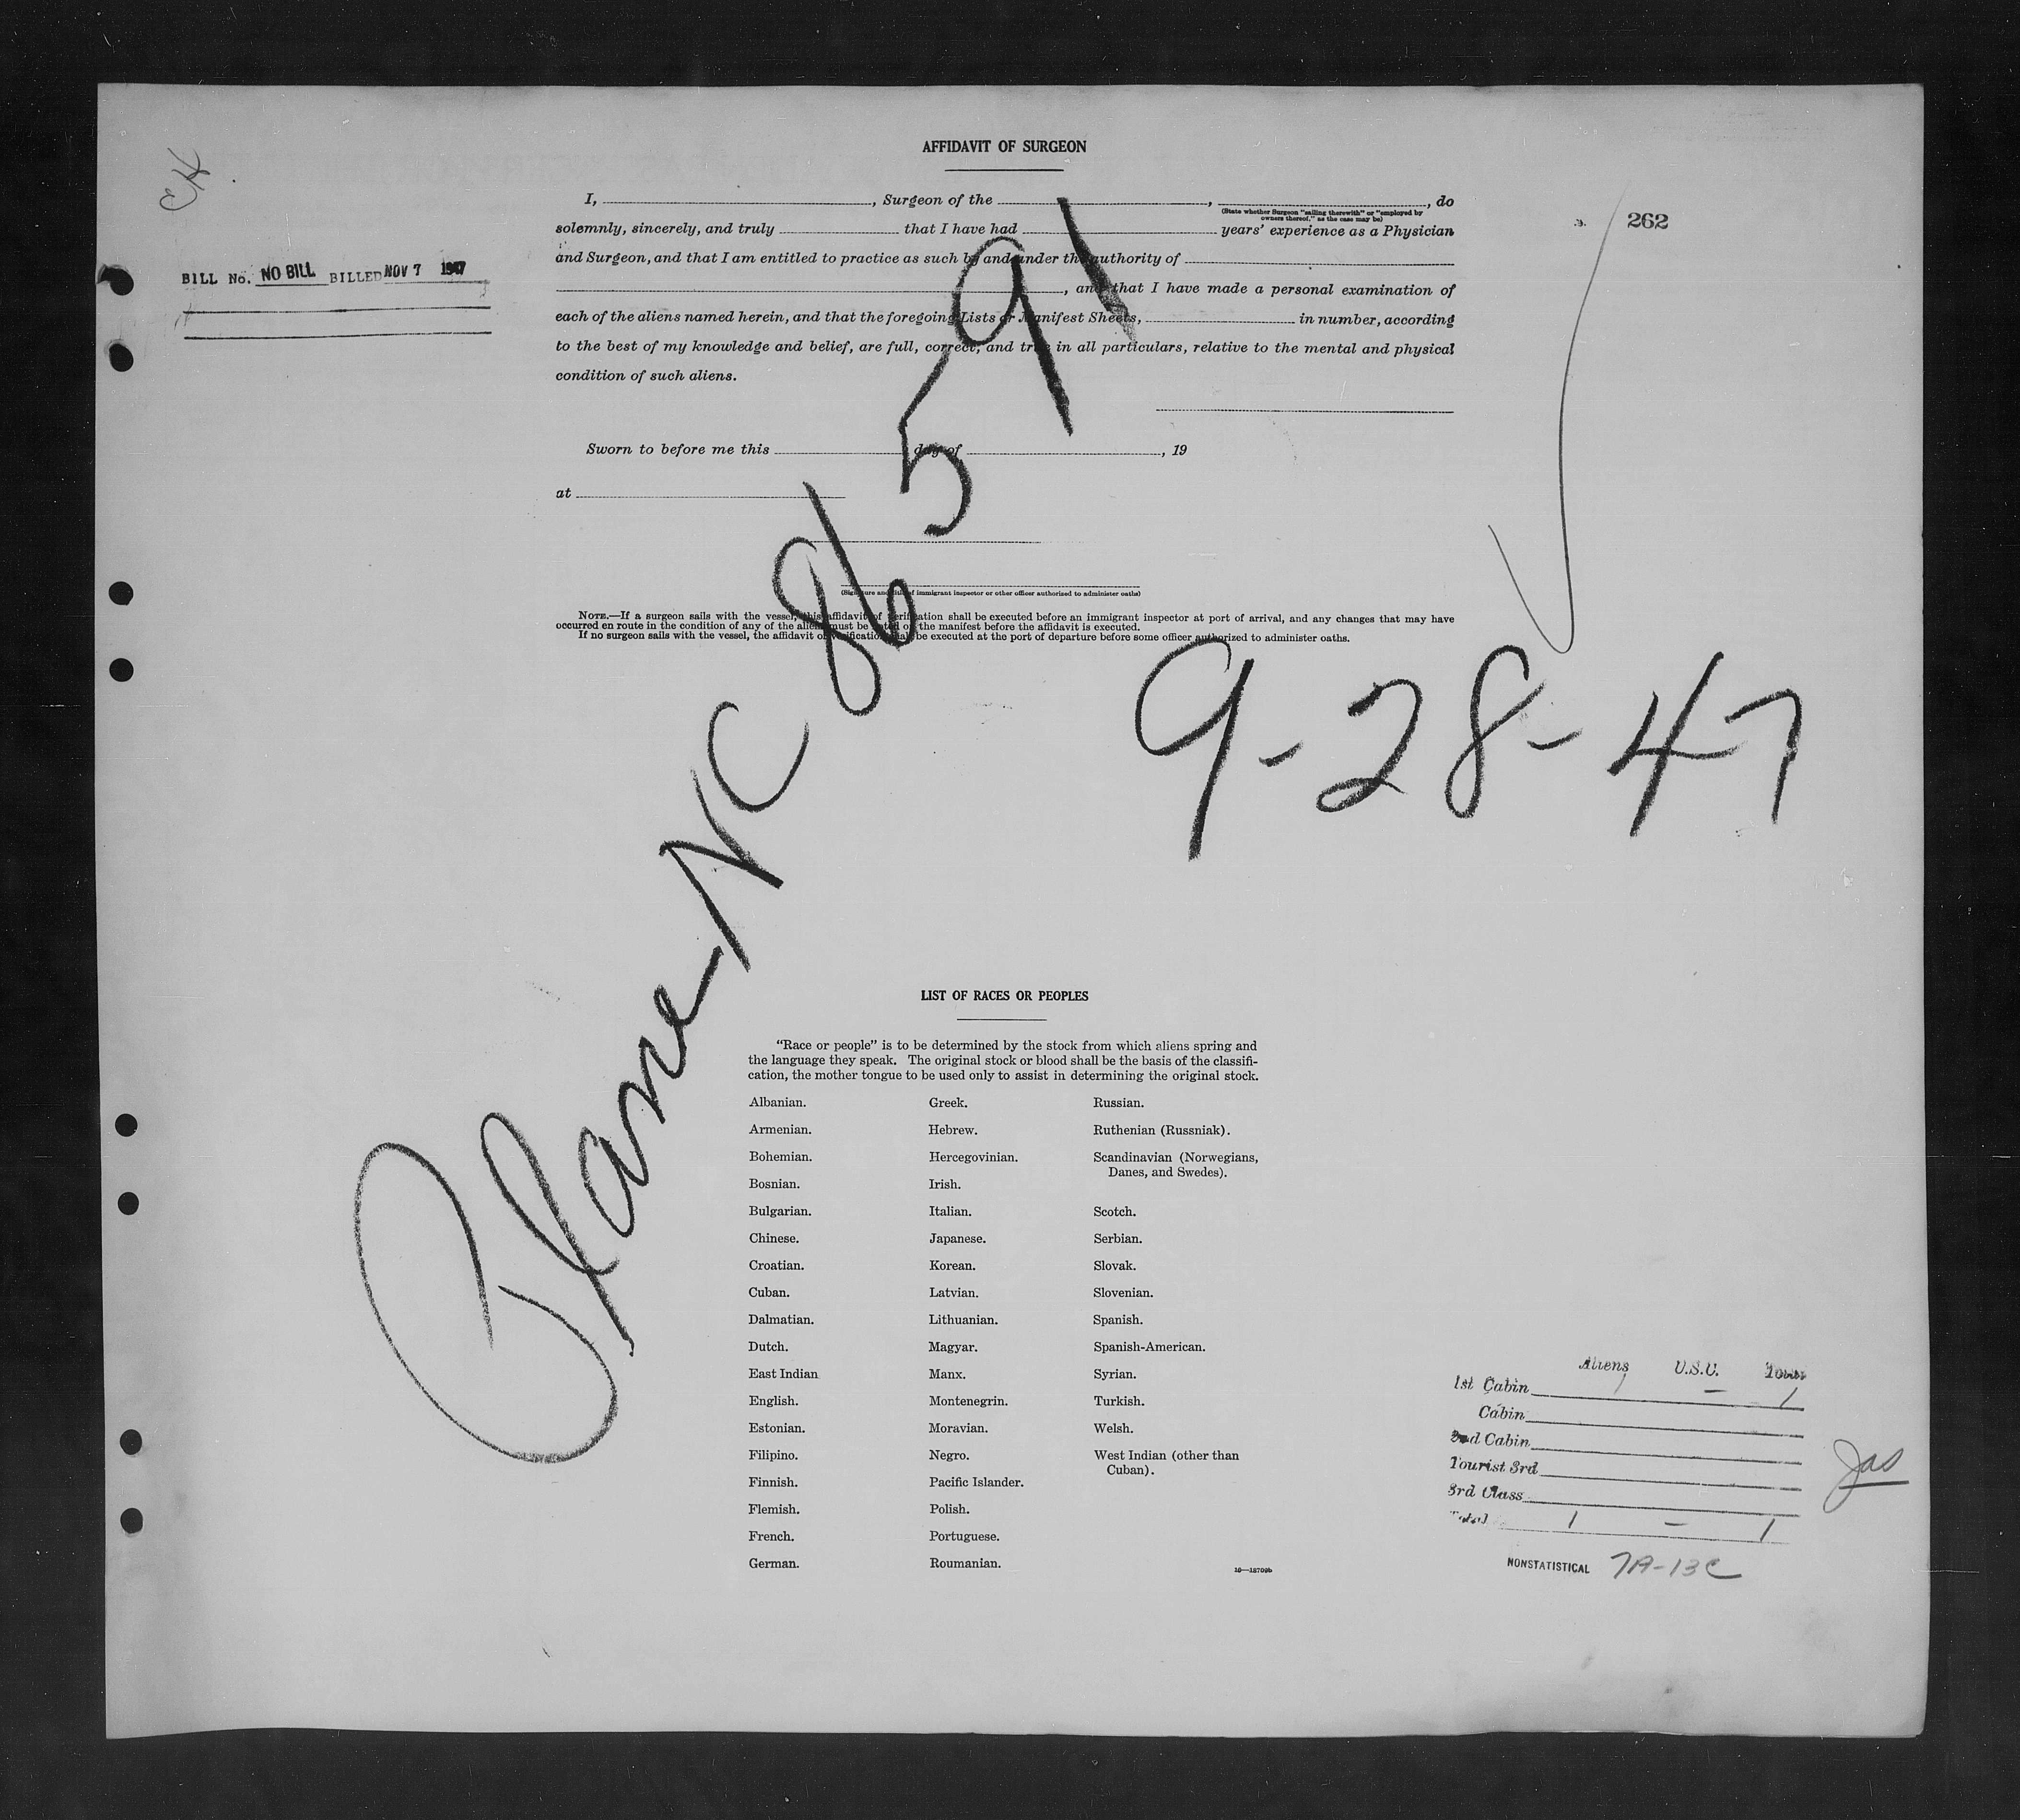 AFFIDAVIT OF SURGEON
CK
262
I, , Surgeon of the , , do
(State whether Surgeon "sailing therewith" or "employed by
owners thereof," as the case may be)
solemnly, sincerely, and truly that I have had years' experience as a Physician
and Surgeon, and that I am entitled to practice as such by and under the authority of
, and that I have made a personal examination of
each of the aliens named herein, and that the foregoing Lists or Manifest Sheets, in number, according
to the best of my knowledge and belief, are full, correct, and true in all particulars, relative to the mental and physical
condition of such aliens.
BILL No. NO BILL BILLED NOV 7 1947
Sworn to before me this day of , 19
at
(Signature and title of immigrant inspector or other officer authorized to administer oaths)
NOTE.—If a surgeon sails with the vessel, this affidavit of verification shall be executed before an immigrant inspector at port of arrival, and any changes that may have
occurred en route in the condition of any of the aliens must be noted on the manifest before the affidavit is executed.
If no surgeon sails with the vessel, the affidavit of verification shall be executed at the port of departure before some officer authorized to administer oaths.
Plane-NC 86591
9-28-47
LIST OF RACES OR PEOPLES
"Race or people" is to be determined by the stock from which aliens spring and
the language they speak. The original stock or blood shall be the basis of the classifi-
cation, the mother tongue to be used only to assist in determining the original stock.
Albanian. Greek. Russian.
Armenian. Hebrew. Ruthenian (Russniak).
Bohemian. Hercegovinian. Scandinavian (Norwegians,
Danes, and Swedes).
Bosnian. Irish.
Bulgarian. Italian. Scotch.
Chinese. Japanese. Serbian.
Croatian. Korean. Slovak.
Cuban. Latvian. Slovenian.
Dalmatian. Lithuanian. Spanish.
Dutch. Magyar. Spanish-American.
East Indian Manx. Syrian.
English. Montenegrin. Turkish.
Estonian. Moravian. Welsh.
Filipino. Negro. West Indian (other than
Cuban).
Finnish. Pacific Islander.
Flemish. Polish.
French. Portuguese.
German. Roumanian.
16—18709b
Aliens U.S.C. Total
1st Cabin 1 — 1
Cabin
2nd Cabin
Tourist 3rd
3rd Class
Total 1 — 1
Jas
NONSTATISTICAL 7A-13C